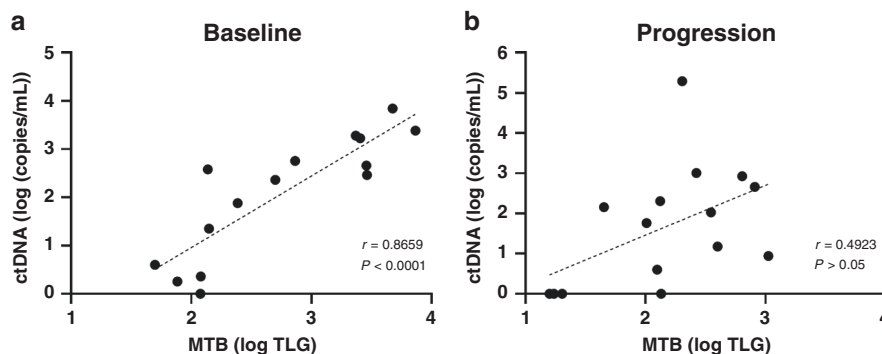 a
Baseline
5
4
3
2
1
0
ctDNA (log (copies/mL))
r = 0.8659
P < 0.0001
1
2
3
4
MTB (log TLG)
b
Progression
6
5
4
3
2
1
0
ctDNA (log (copies/mL))
r = 0.4923
P > 0.05
1
2
3
4
MTB (log TLG)